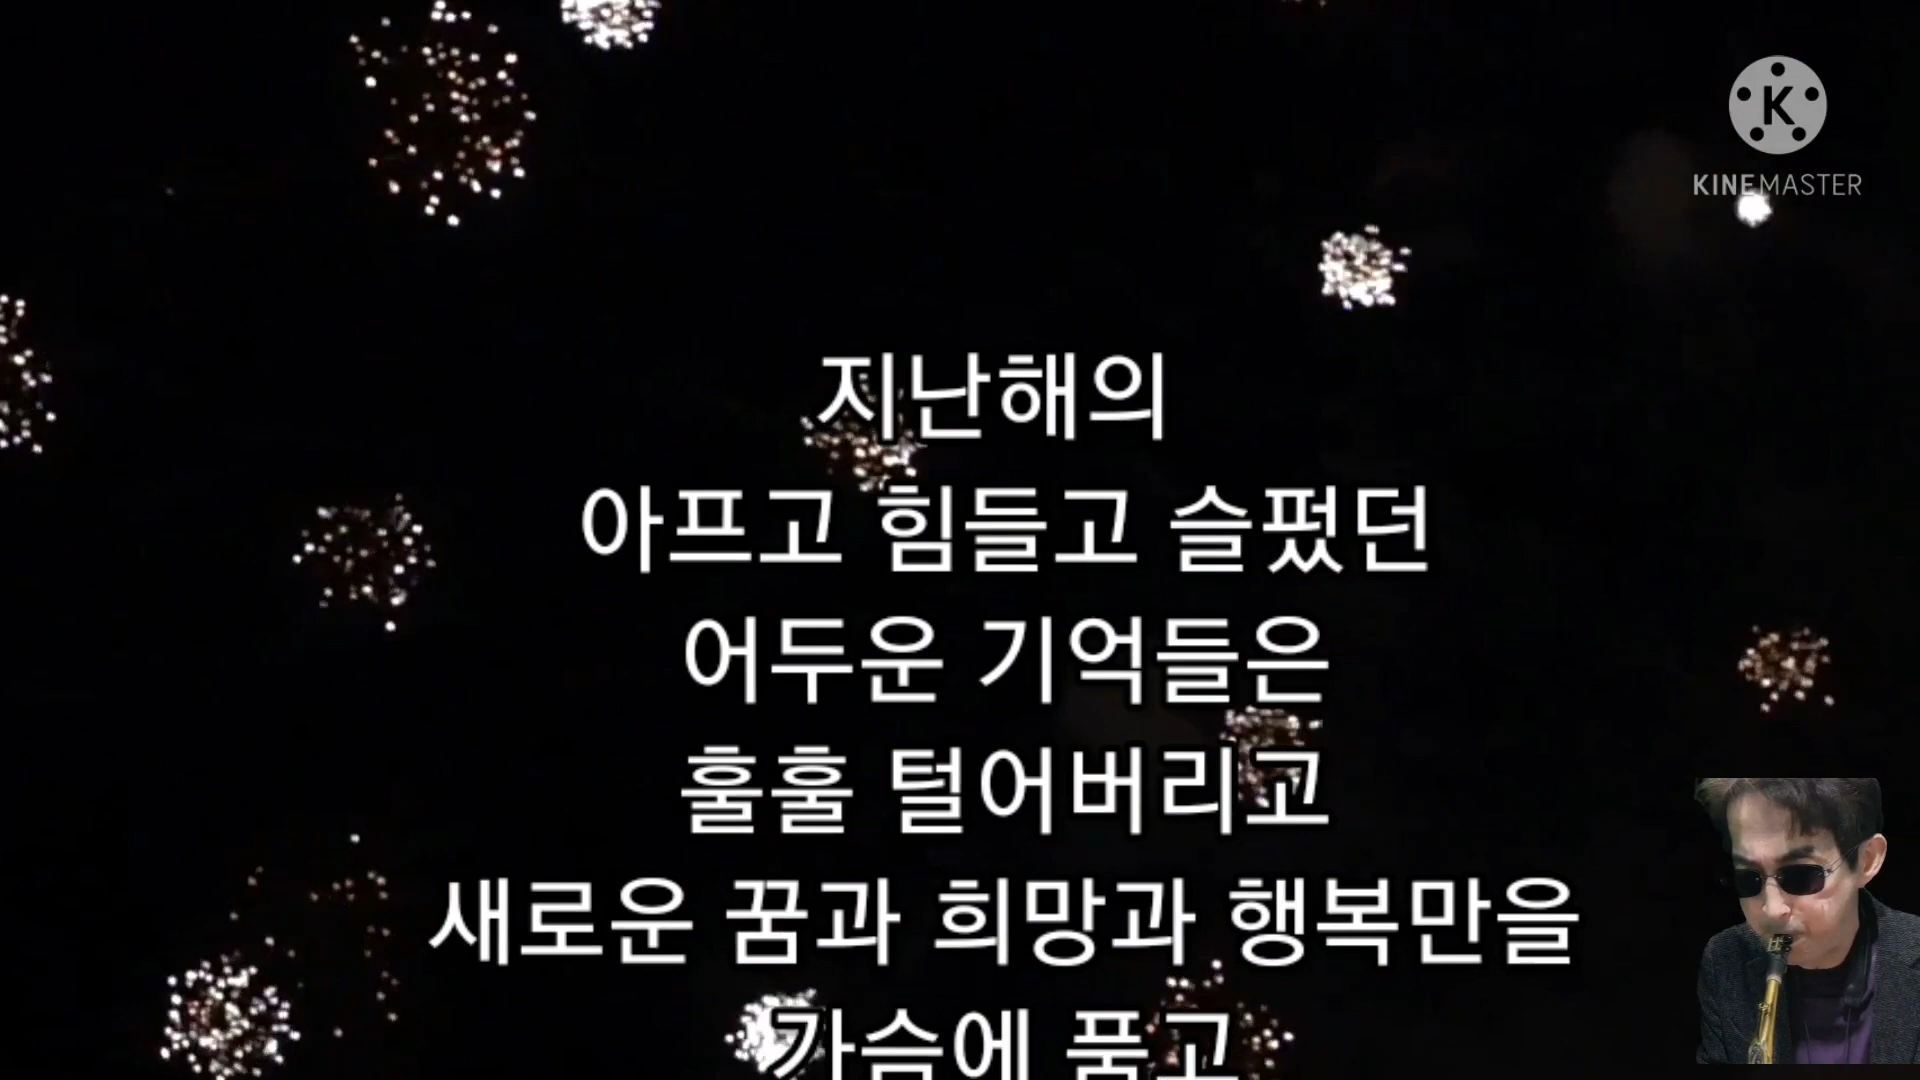 K
KINEMASTER
지난해의
아프고 힘들고 슬펐던
어두운 기억들은
훌훌 털어버리고
새로운 꿈과 희망과 행복만을
가슴에 품고